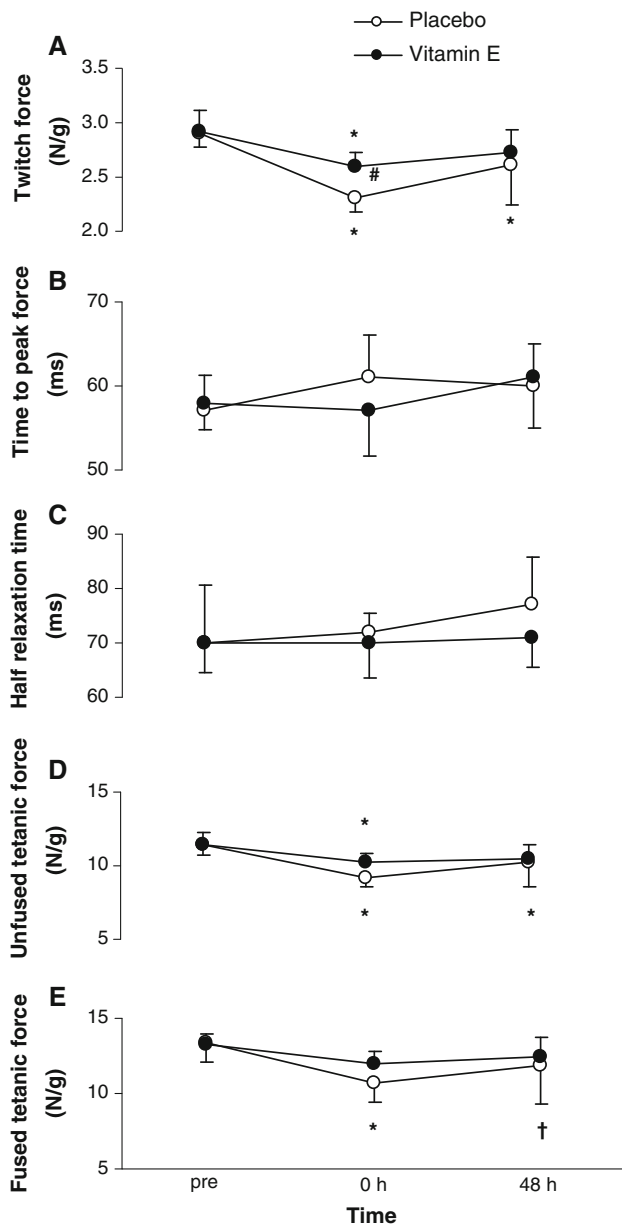 Placebo
Vitamin E
A
Twitch force
(N/g)
3.5
3.0
2.5
2.0
*
#
*
*
B
Time to peak force
(ms)
70
60
50
C
Half relaxation time
(ms)
90
80
70
60
D
Unfused tetanic force
(N/g)
15
10
5
*
*
*
E
Fused tetanic force
(N/g)
15
10
5
*
†
pre
0 h
48 h
Time